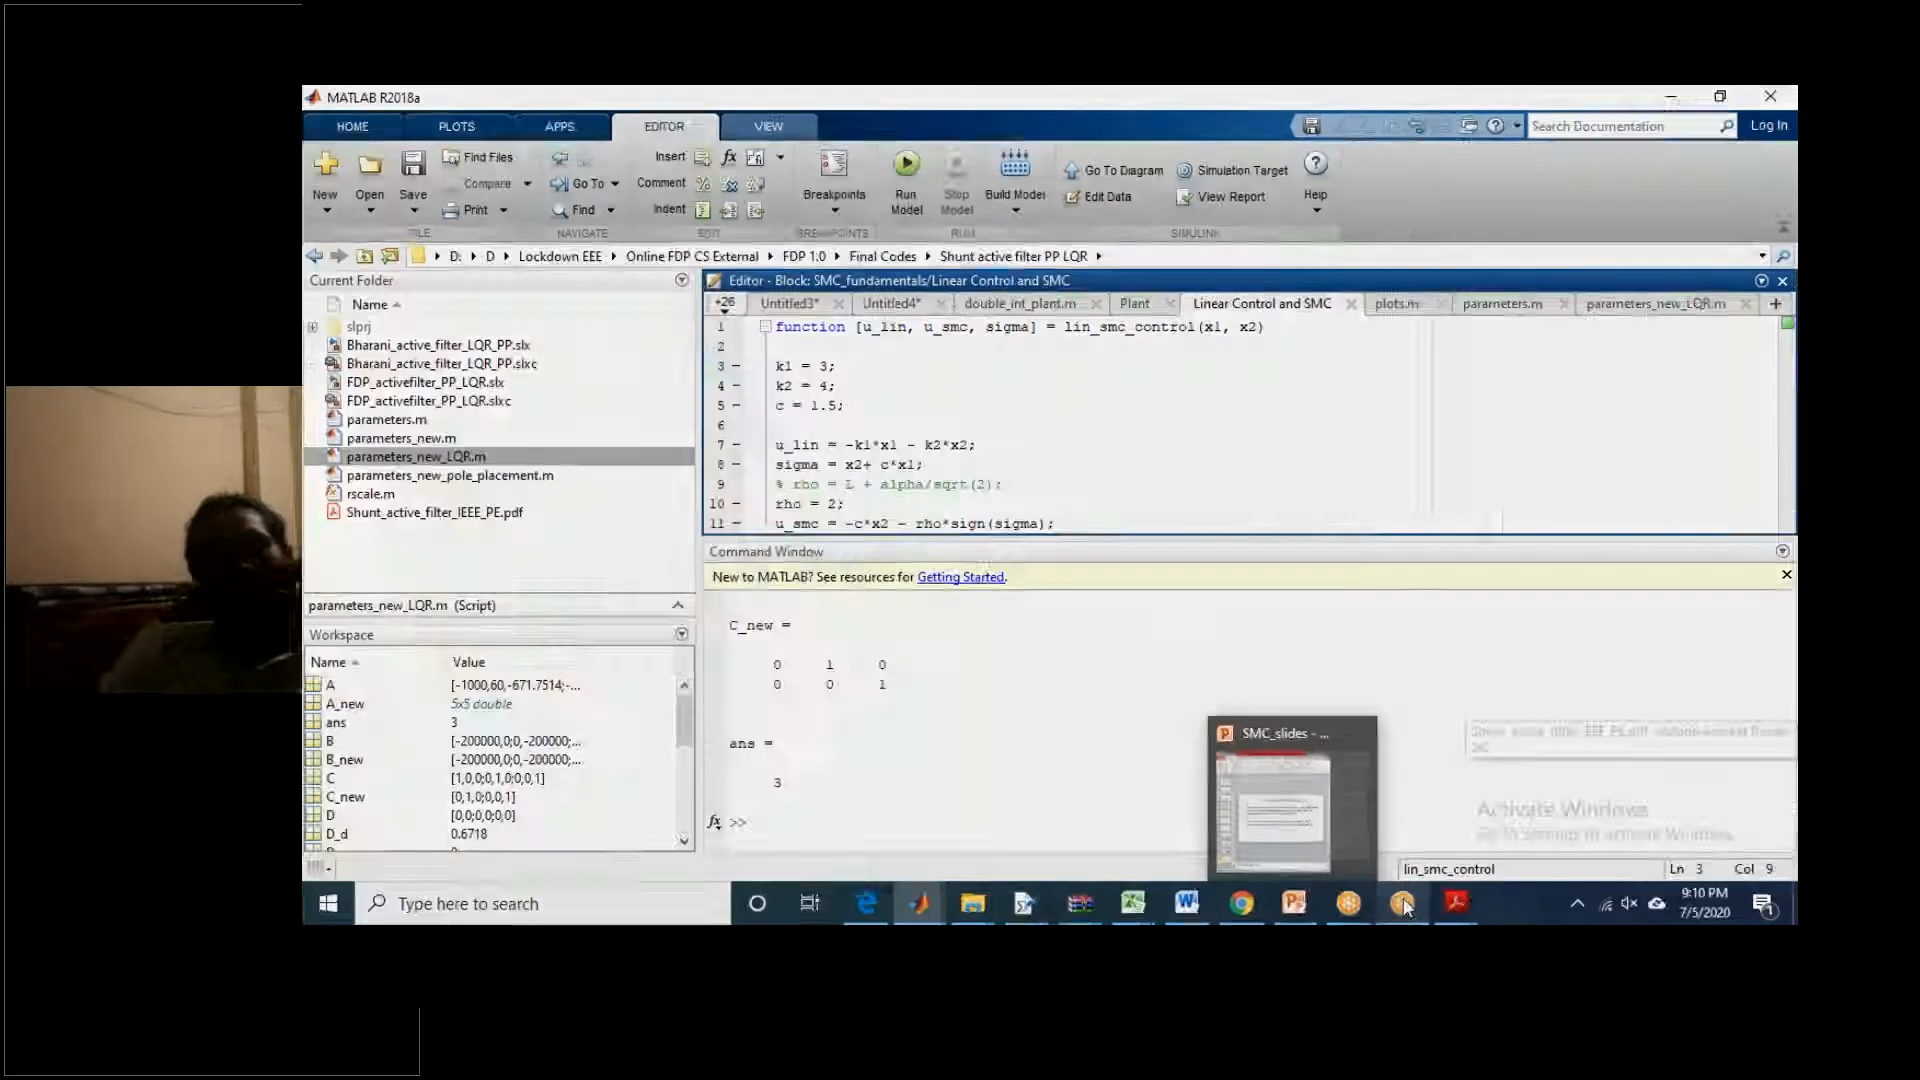 MATLAB R2018a
HOME PLOTS APPS EDITOR VIEW
Search Documentation
Log In
New Open Save Find Files Compare Print
Go To Find
Insert Comment Indent
Breakpoints
Run Model
Stop Model
Build Model
Go To Diagram
Edit Data
Simulation Target
View Report
Help
FILE NAVIGATE EDIT BREAKPOINTS RUN SIMULINK
D: D Lockdown EEE Online FDP CS External FDP 1.0 Final Codes Shunt active filter PP LQR
Current Folder
Name
slprj
Bharani_active_filter_LQR_PP.slx
Bharani_active_filter_LQR_PP.slxc
FDP_activefilter_PP_LQR.slx
FDP_activefilter_PP_LQR.slxc
parameters.m
parameters_new.m
parameters_new_LQR.m
parameters_new_pole_placement.m
rscale.m
Shunt_active_filter_IEEE_PE.pdf
parameters_new_LQR.m (Script)
Workspace
Name Value
A [-1000,60,-671.7514;-...
A_new 5x5 double
ans 3
B [-200000,0;0,-200000;...
B_new [-200000,0;0,-200000;...
C [1,0,0;0,1,0;0,0,1]
C_new [0,1,0;0,0,1]
D [0,0;0,0;0,0]
D_d 0.6718
Editor - Block: SMC_fundamentals/Linear Control and SMC
+26 Untitled3* Untitled4* double_int_plant.m Plant Linear Control and SMC plots.m parameters.m parameters_new_LQR.m
1 function [u_lin, u_smc, sigma] = lin_smc_control(x1, x2)
2
3 k1 = 3;
4 k2 = 4;
5 c = 1.5;
6
7 u_lin = -k1*x1 - k2*x2;
8 sigma = x2+ c*x1;
9 % rho = L + alpha/sqrt(2);
10 rho = 2;
11 u_smc = -c*x2 - rho*sign(sigma);
Command Window
New to MATLAB? See resources for Getting Started.
C_new =
0 1 0
0 0 1
ans =
3
fx >>
SMC_slides - ...
Activate Windows
lin_smc_control Ln 3 Col 9
Type here to search
9:10 PM
7/5/2020